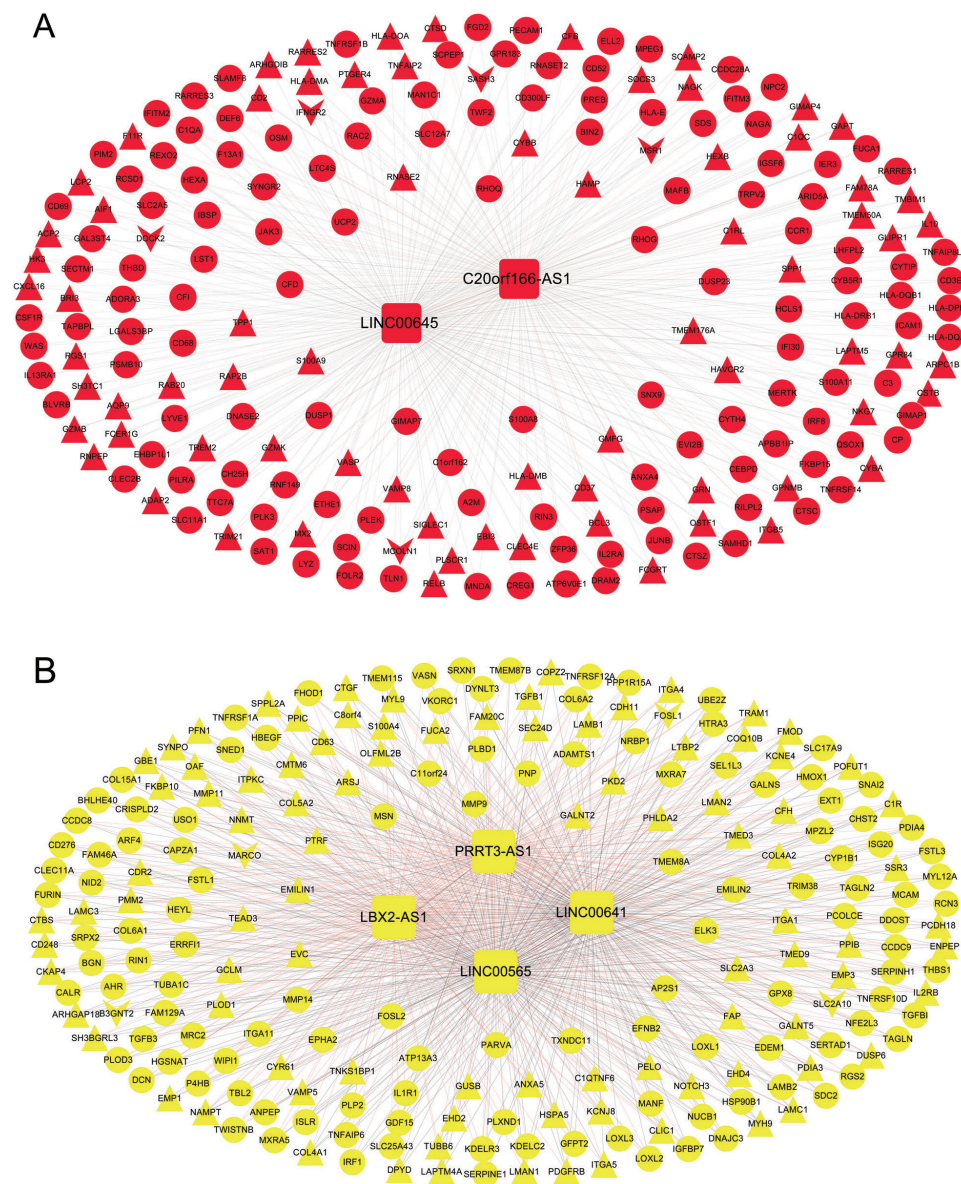 A
CTSD
FGD2
PECAM1
CFB
HLA-DOA
TNFRSF1B
SCPEP1
GPR183
ELL2
MPEG1
RARRES2
ARHGDIB
TNFAIP2
SASH3
RNASET2
CD52
SOCS3
SCAMP2
CCDC28A
SLAMF8
HLA-DMA
PTGER4
MAN1C1
CD300LF
PREB
HLA-E
NAGK
IFITM3
NPC2
RARRES3
CD2
IFNGR2
GZMA
TWF2
BIN2
SDS
NAGA
GIMAP4
IFITM2
C1QA
DEF6
OSM
RAC2
SLC12A7
CYBB
MSR1
C1QC
GAPT
F11R
REXO2
F13A1
LTC4S
RNASE2
RHOQ
HAMP
HEXB
IGSF6
IER3
FUCA1
PIM2
RCSD1
HEXA
SYNGR2
MAFB
TRPV2
ARID5A
FAM78A
RARRES1
LCP2
CD69
AIF1
SLC2A5
IBSP
UCP2
RHOG
C1RL
CCR1
TMEM50A
TMBIM1
ACP2
GAL3ST4
DOCK2
JAK3
LHFPL2
GLIPR1
IL10
HK3
SECTM1
THBD
LST1
CFD
C20orf166-AS1
DUSP23
SPP1
CYB5R1
CYTIP
CXCL16
BRI3
ADORA3
CFI
LINC00645
HCLS1
HLA-DRB1
HLA-DQB1
CSF1R
TAPBPL
LGALS3BP
TPP1
TMEM176A
ICAM1
WAS
RGS1
PSMB10
CD68
S100A9
IFI30
LAPTM5
GPR84
ARPC1B
IL13RA1
SH3TC1
RAB20
RAP2B
HAVCR2
MERTK
S100A11
C3
CSTB
BLVRB
AQP9
LYVE1
DNASE2
DUSP1
GIMAP7
S100A8
SNX9
CYTH4
IRF8
NKG7
GIMAP1
GZMB
FCER1G
TREM2
GZMK
GMFG
EVI2B
APBB1IP
QSOX1
CP
RNPEP
EHBP1L1
CH25H
VASP
C1orf162
HLA-DMB
ANXA4
CEBPD
FKBP15
CYBA
CLEC2B
PILRA
RNF149
VAMP8
CD37
GRN
GPNMB
TNFRSF14
ADAP2
TTC7A
ETHE1
A2M
PSAP
RILPL2
CTSC
SLC11A1
PLK3
PLEK
SIGLEC1
RIN3
BCL3
OSTF1
ITGB5
TRIM21
MX2
SCIN
MCOLN1
EBI3
CLEC4E
ZFP36
IL2RA
JUNB
CTSZ
SAMHD1
SAT1
LYZ
FOLR2
TLN1
PLSCR1
RELB
MNDA
CREG1
ATP6V0E1
DRAM2
FCGRT
B
SRXN1
TMEM87B
COPZ2
TNFRSF12A
PPP1R15A
ITGA4
UBE2Z
FHOD1
CTGF
TMEM115
VASN
DYNLT3
TGFB1
COL6A2
CDH11
FOSL1
TRAM1
SPPL2A
MYL9
VKORC1
FAM20C
LAMB1
HTRA3
TNFRSF1A
PPIC
C8orf4
S100A4
FUCA2
SEC24D
NRBP1
COQ10B
FMOD
PFN1
HBEGF
CD63
OLFML2B
PLBD1
ADAMTS1
LTBP2
SEL1L3
KCNE4
SLC17A9
SYNPO
SNED1
CMTM6
C11orf24
PNP
MXRA7
HMOX1
POFUT1
GBE1
OAF
ITPKC
ARSJ
PKD2
GALNS
SNAI2
COL15A1
FKBP10
MMP11
COL5A2
MSN
MMP9
GALNT2
PHLDA2
LMAN2
CFH
EXT1
C1R
BHLHE40
CRISPLD2
NNMT
CHST2
PDIA4
CCDC8
USO1
PTRF
TMED3
MPZL2
ISG20
FSTL3
CD276
ARF4
CAPZA1
MARCO
PRRT3-AS1
TMEM8A
COL4A2
CYP1B1
SSR3
MYL12A
CLEC11A
FAM46A
CDR2
FSTL1
EMILIN1
EMILIN2
TRIM38
TAGLN2
MCAM
RCN3
FURIN
NID2
PMM2
HEYL
TEAD3
LBX2-AS1
LINC00641
ITGA1
PCOLCE
DDOST
PCDH18
CTBS
LAMC3
COL6A1
ERRFI1
ELK3
CCDC9
ENPEP
CD248
SRPX2
RIN1
EVC
LINC00565
TMED9
PPIB
SERPINH1
THBS1
CKAP4
BGN
GCLM
SLC2A3
EMP3
IL2RB
CALR
AHR
TUBA1C
PLOD1
MMP14
AP2S1
GPX8
SLC2A10
TNFRSF10D
TGFBI
ARHGAP18
B3GNT2
FAM129A
FOSL2
FAP
NFE2L3
TAGLN
SH3BGRL3
TGFB3
MRC2
ITGA11
EPHA2
PARVA
TXNDC11
EFNB2
LOXL1
GALNT5
SERTAD1
DUSP6
PLOD3
HGSNAT
WIPI1
CYR61
ATP13A3
EDEM1
PDIA3
RGS2
DCN
P4HB
TBL2
TNKS1BP1
ANXA5
C1QTNF6
PELO
NOTCH3
EHD4
LAMB2
SDC2
EMP1
NAMPT
ANPEP
VAMP5
PLP2
IL1R1
GUSB
HSPA5
KCNJ8
MANF
HSP90B1
LAMC1
TWISTNB
ISLR
GDF15
EHD2
PLXND1
NUCB1
MYH9
MXRA5
TNFAIP6
TUBB6
KDELR3
KDELC2
GFPT2
LOXL3
CLIC1
IGFBP7
DNAJC3
COL4A1
IRF1
SLC25A43
DPYD
LAPTM4A
SERPINE1
LMAN1
PDGFRB
ITGA5
LOXL2